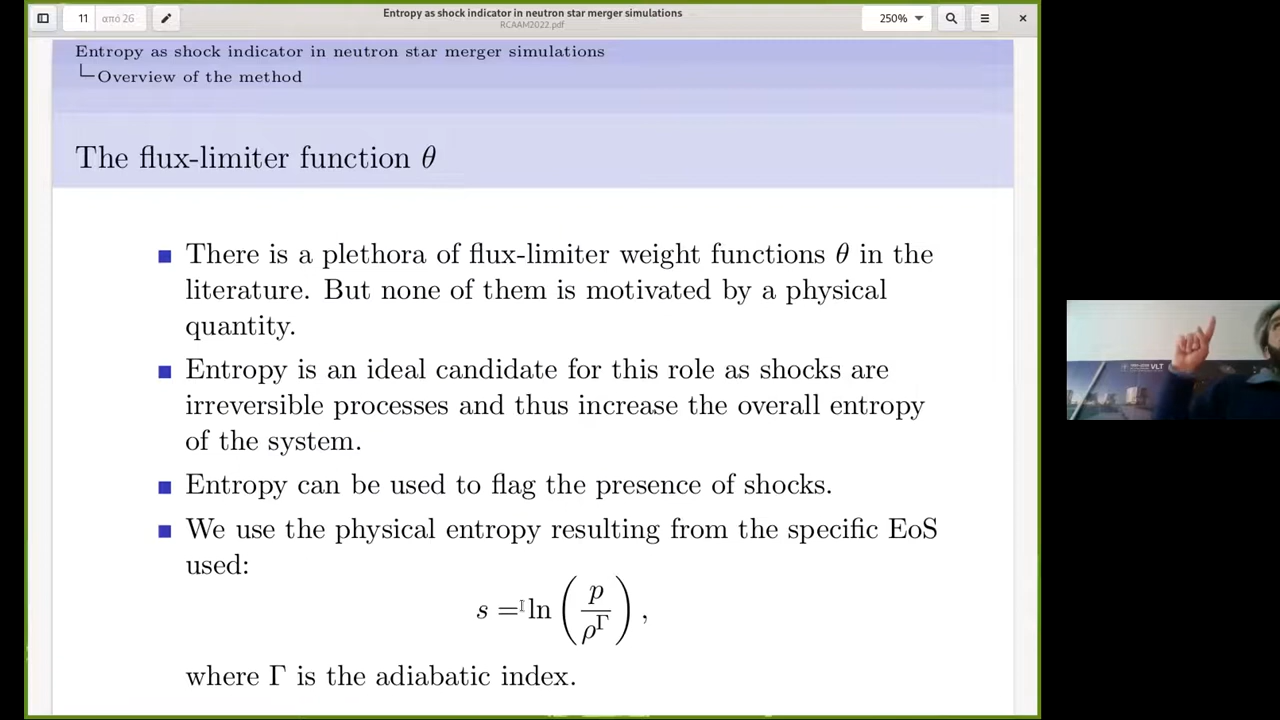 11
από 26
Entropy as shock indicator in neutron star merger simulations
RCAAM2022.pdf
250%
Entropy as shock indicator in neutron star merger simulations
Overview of the method
The flux-limiter function θ
There is a plethora of flux-limiter weight functions θ in the
literature. But none of them is motivated by a physical
quantity.
Entropy is an ideal candidate for this role as shocks are
irreversible processes and thus increase the overall entropy
of the system.
Entropy can be used to flag the presence of shocks.
We use the physical entropy resulting from the specific EoS
used:
s = ln (p/ρ^Γ) ,
where Γ is the adiabatic index.
VLT